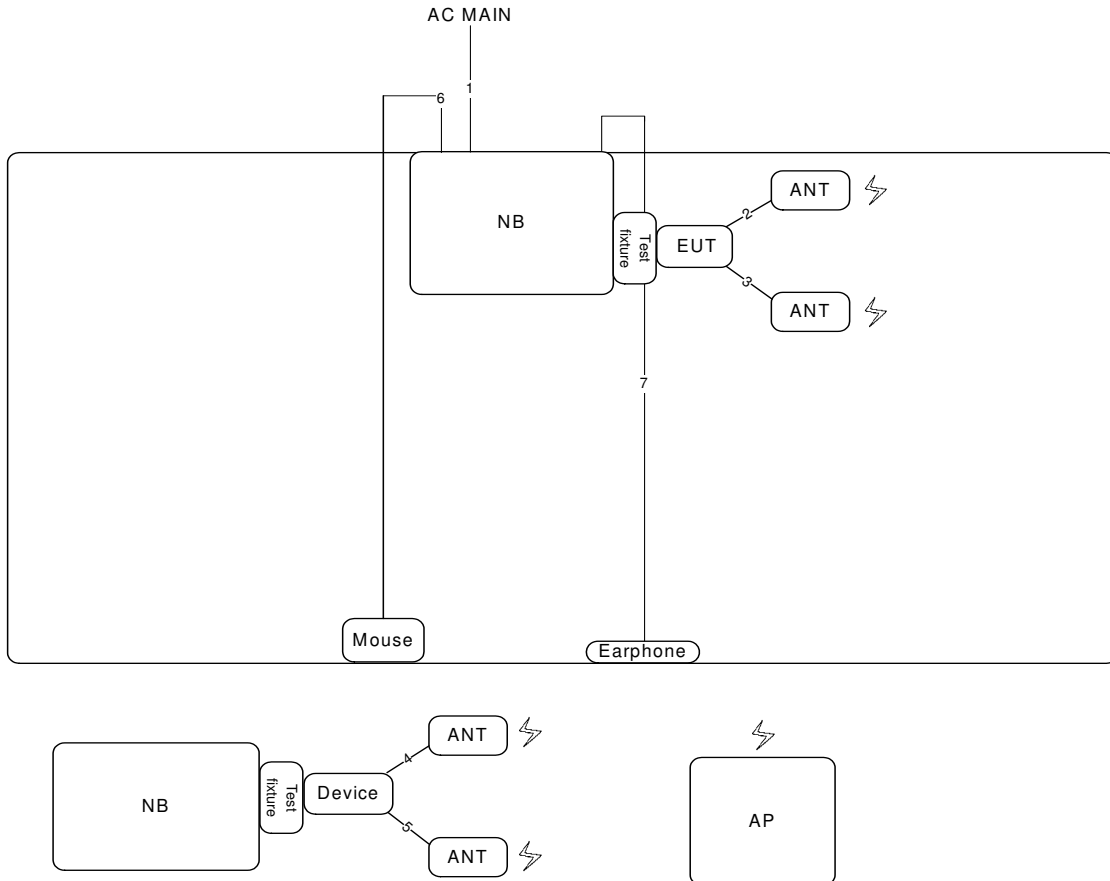 AC MAIN
1
6
NB
Test
fixture
EUT
2
ANT
3
ANT
7
Mouse
Earphone
NB
Test
fixture
Device
4
ANT
5
ANT
AP